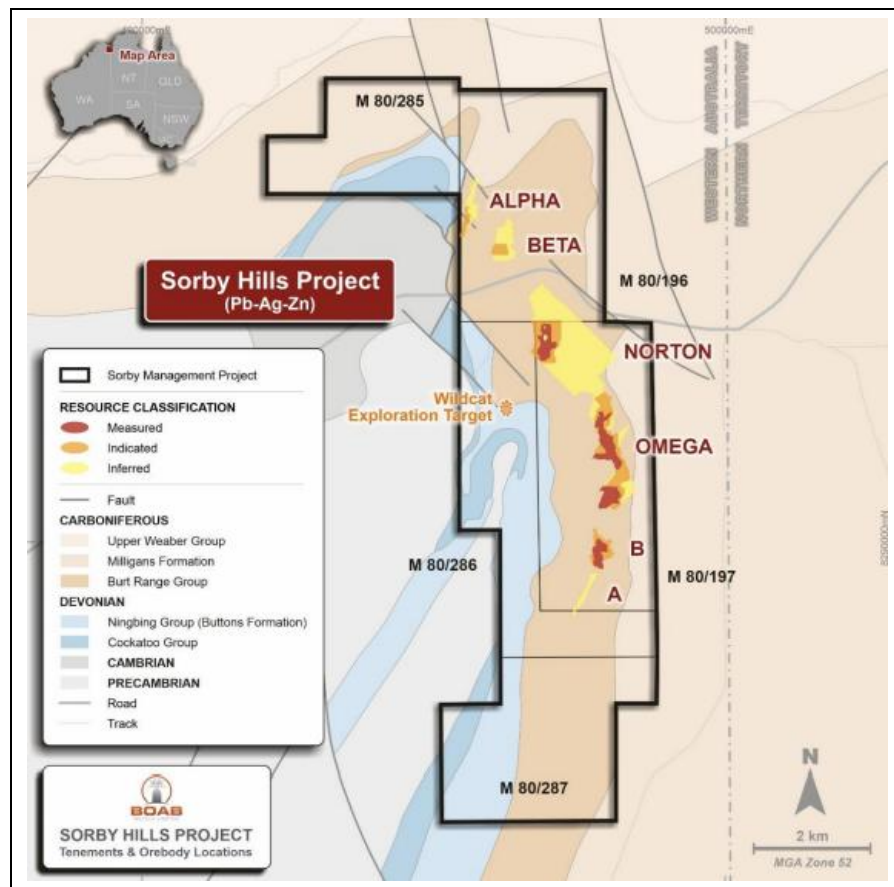 500000mE
Map Area
WA
NT
QLD
SA
NSW
WESTERN AUSTRALIA
NORTHERN TERRITORY
M 80/285
ALPHA
BETA
M 80/196
Sorby Hills Project
(Pb-Ag-Zn)
NORTON
Wildcat
Exploration Target
OMEGA
B
A
M 80/286
M 80/197
M 80/287
Sorby Management Project
RESOURCE CLASSIFICATION
Measured
Indicated
Inferred
Fault
CARBONIFEROUS
Upper Weaber Group
Milligans Formation
Burt Range Group
DEVONIAN
Ningbing Group (Buttons Formation)
Cockatoo Group
CAMBRIAN
PRECAMBRIAN
Road
Track
BOAB
SORBY HILLS PROJECT
Tenements & Orebody Locations
N
2 km
MGA Zone 52